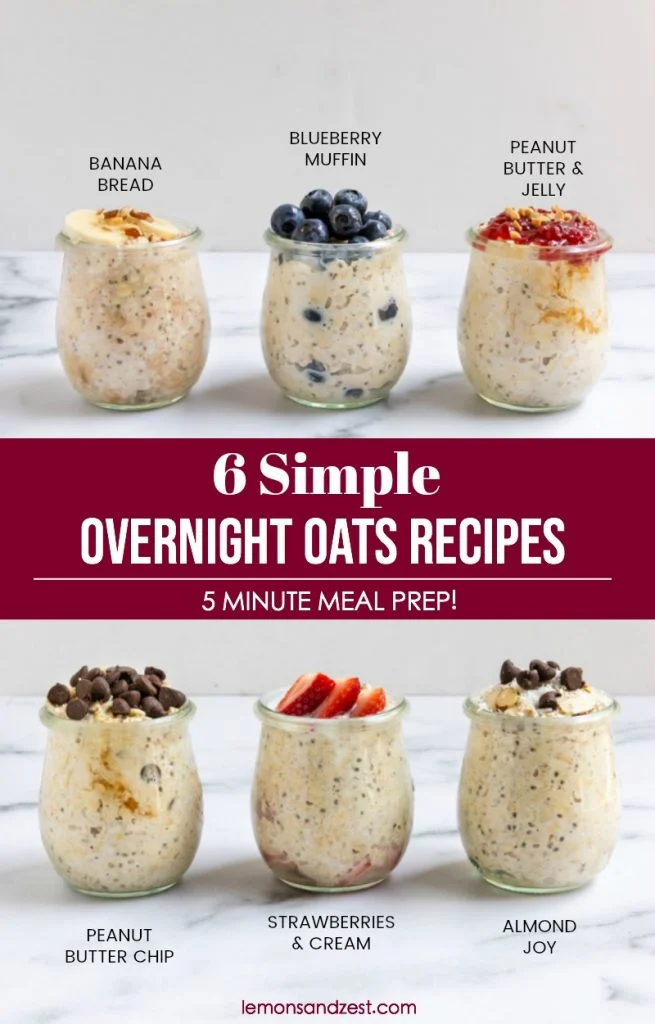 BANANA
BREAD
BLUEBERRY
MUFFIN
PEANUT
BUTTER &
JELLY
6 Simple
OVERNIGHT OATS RECIPES
5 MINUTE MEAL PREP!
PEANUT
BUTTER CHIP
STRAWBERRIES
& CREAM
ALMOND
JOY
lemonsandzest.com